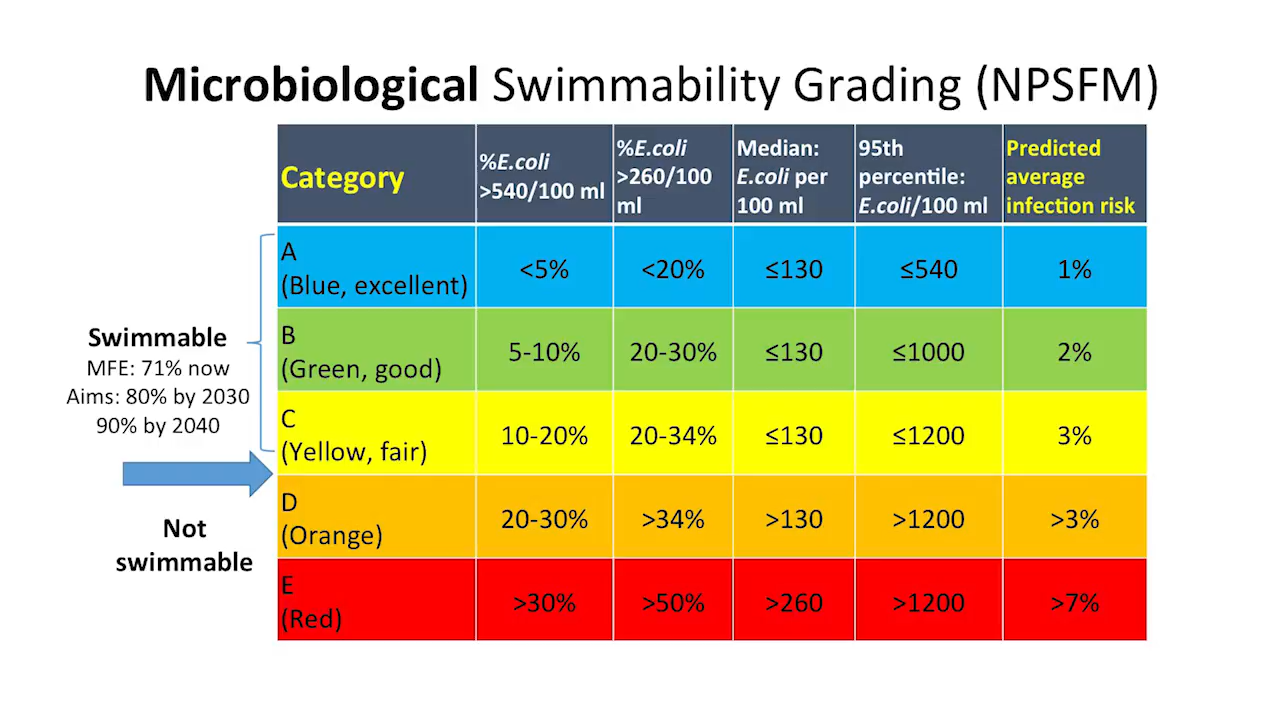 Microbiological Swimmability Grading (NPSFM)
Category
%E.coli
>540/100 ml
%E.coli
>260/100
ml
Median:
E.coli per
100 ml
95th
percentile:
E.coli/100 ml
Predicted
average
infection risk
A
(Blue, excellent)
<5%
<20%
≤130
≤540
1%
B
(Green, good)
5-10%
20-30%
≤130
≤1000
2%
C
(Yellow, fair)
10-20%
20-34%
≤130
≤1200
3%
D
(Orange)
20-30%
>34%
>130
>1200
>3%
E
(Red)
>30%
>50%
>260
>1200
>7%
Swimmable
MFE: 71% now
Aims: 80% by 2030
90% by 2040
Not
swimmable